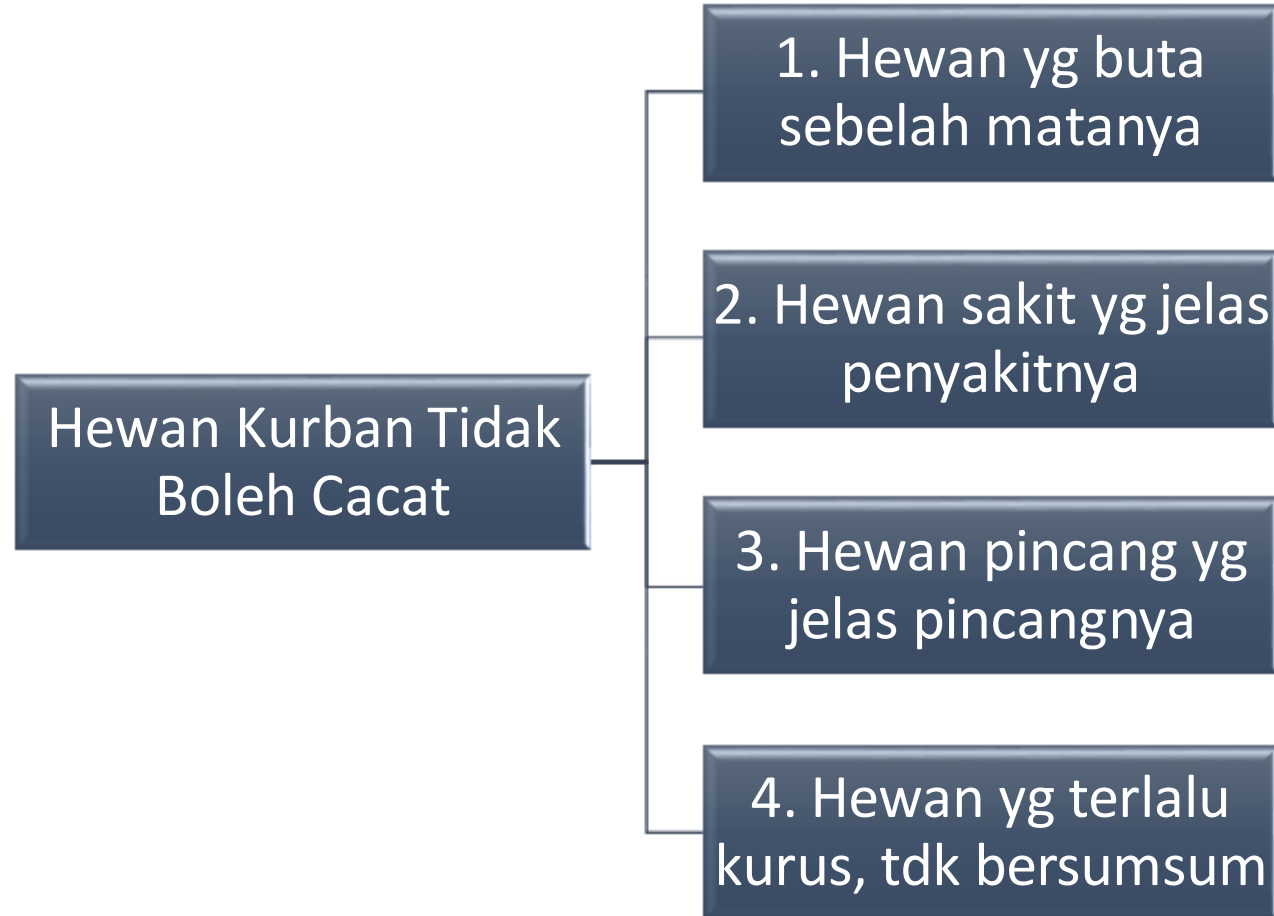 Hewan Kurban Tidak
Boleh Cacat
1. Hewan yg buta
sebelah matanya
2. Hewan sakit yg jelas
penyakitnya
3. Hewan pincang yg
jelas pincangnya
4. Hewan yg terlalu
kurus, tdk bersumsum